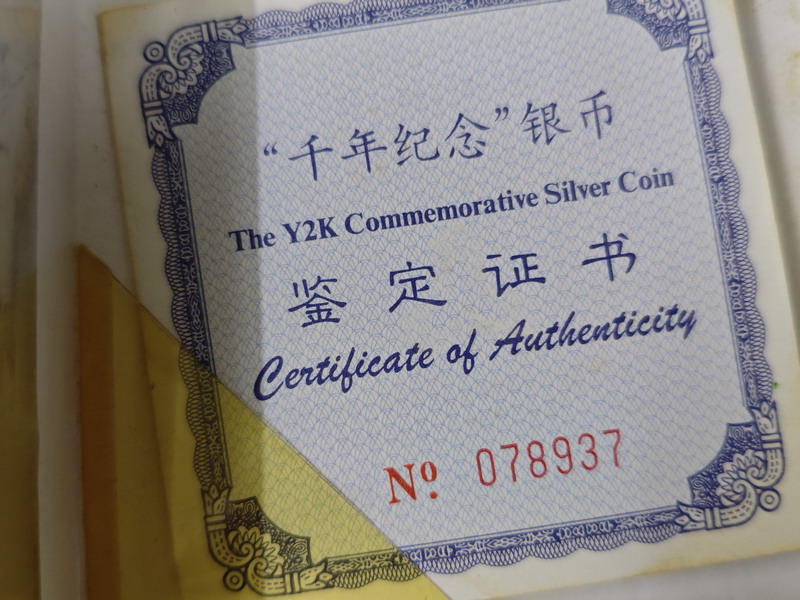 “千年纪念”银币
The Y2K Commemorative Silver Coin
鉴定证书
Certificate of Authenticity
Nº. 078937